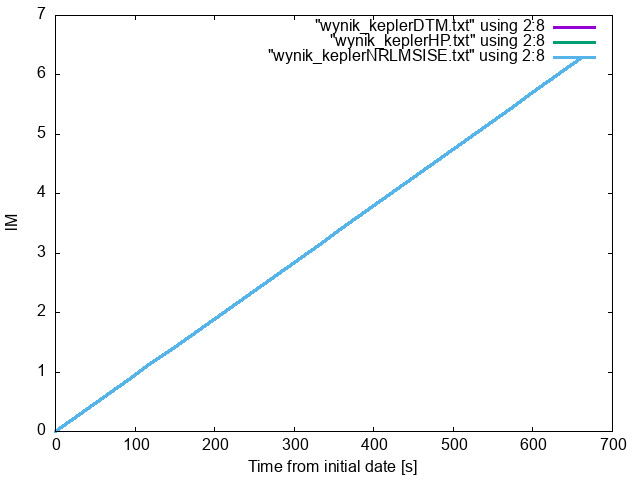 "wynik_keplerDTM.txt" using 2:8
"wynik_keplerHP.txt" using 2:8
"wynik_keplerNRLMSISE.txt" using 2:8
7
6
5
4
3
2
1
0
IM
0 100 200 300 400 500 600 700
Time from initial date [s]